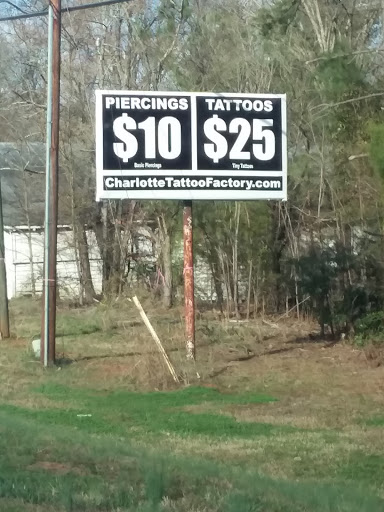 PIERCINGS TATTOOS
$10 $25
Basic Piercings Tiny Tattoos
CharlotteTattooFactory.com